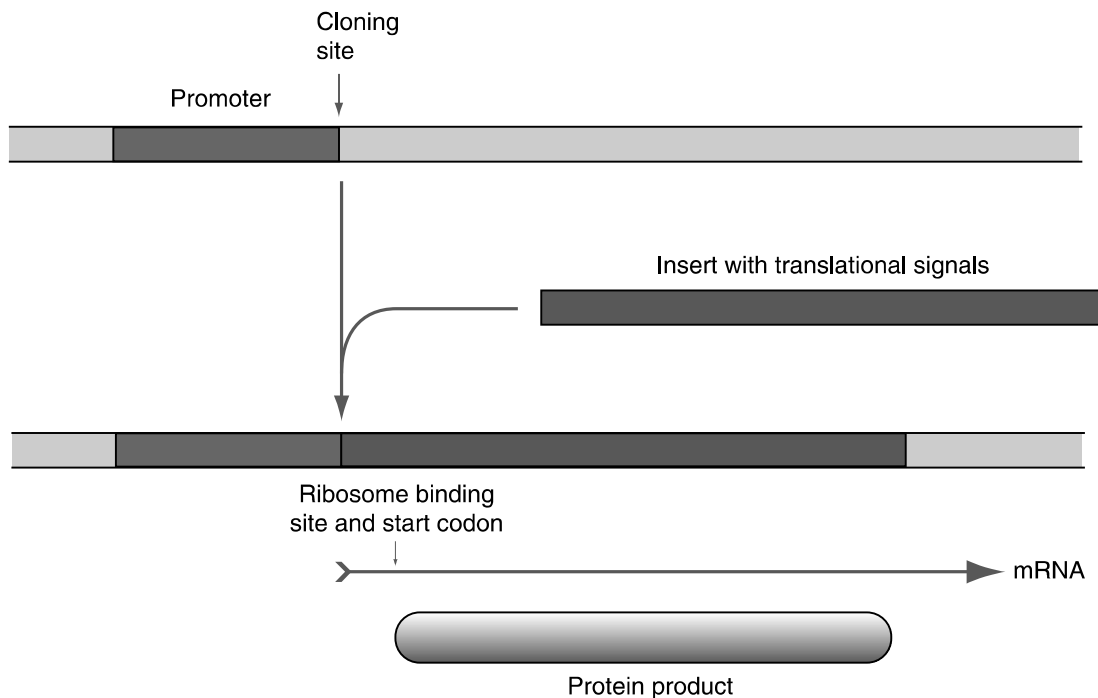 Cloning
site
Promoter
Insert with translational signals
Ribosome binding
site and start codon
mRNA
Protein product